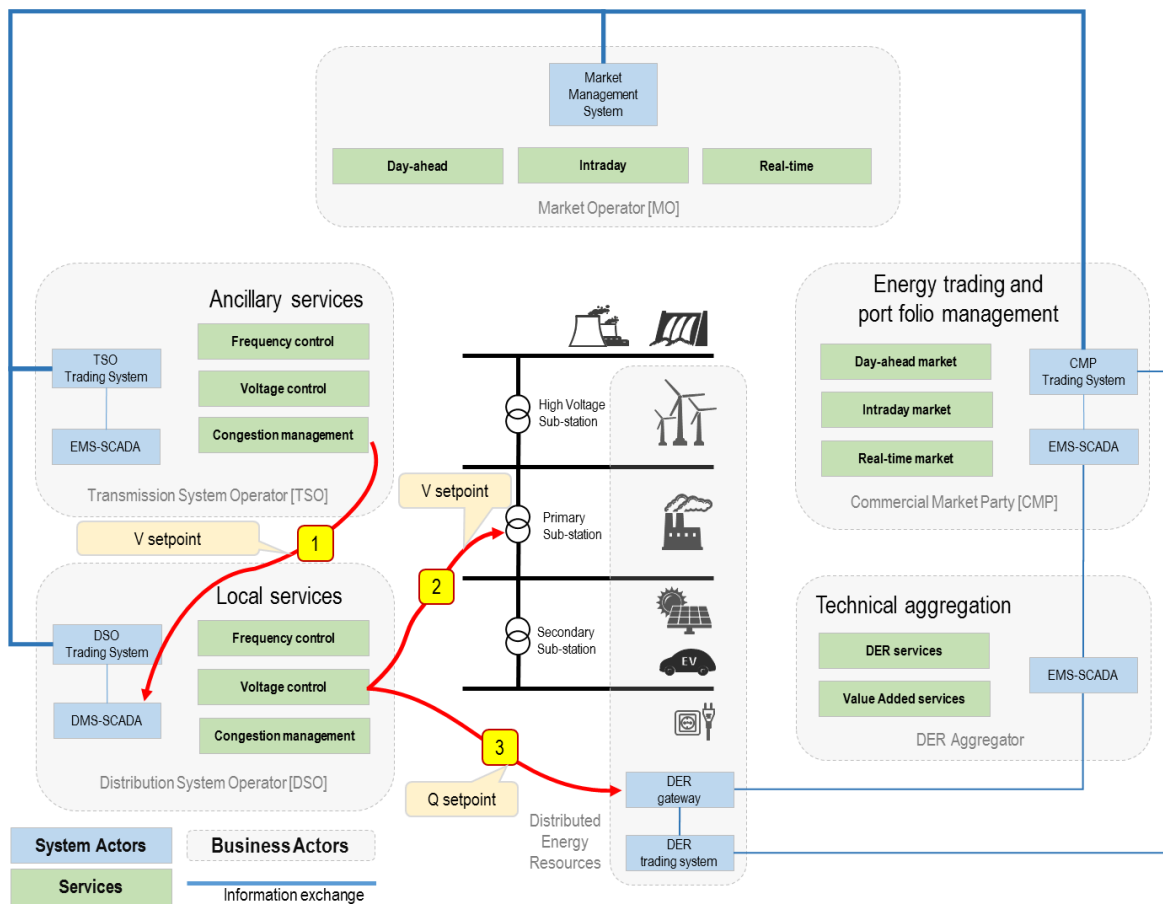 Market
Management
System
Day-ahead
Intraday
Real-time
Market Operator [MO]
Ancillary services
Frequency control
TSO
Trading System
Voltage control
Congestion management
EMS-SCADA
Transmission System Operator [TSO]
V setpoint
1
Local services
Frequency control
DSO
Trading System
Voltage control
DMS-SCADA
Congestion management
Distribution System Operator [DSO]
V setpoint
2
3
Q setpoint
High Voltage
Sub-station
Primary
Sub-station
Secondary
Sub-station
EV
DER
gateway
Distributed
Energy
Resources
DER
trading system
Energy trading and
port folio management
Day-ahead market
CMP
Trading System
Intraday market
EMS-SCADA
Real-time market
Commercial Market Party [CMP]
Technical aggregation
DER services
EMS-SCADA
Value Added services
DER Aggregator
System Actors
Business Actors
Services
Information exchange